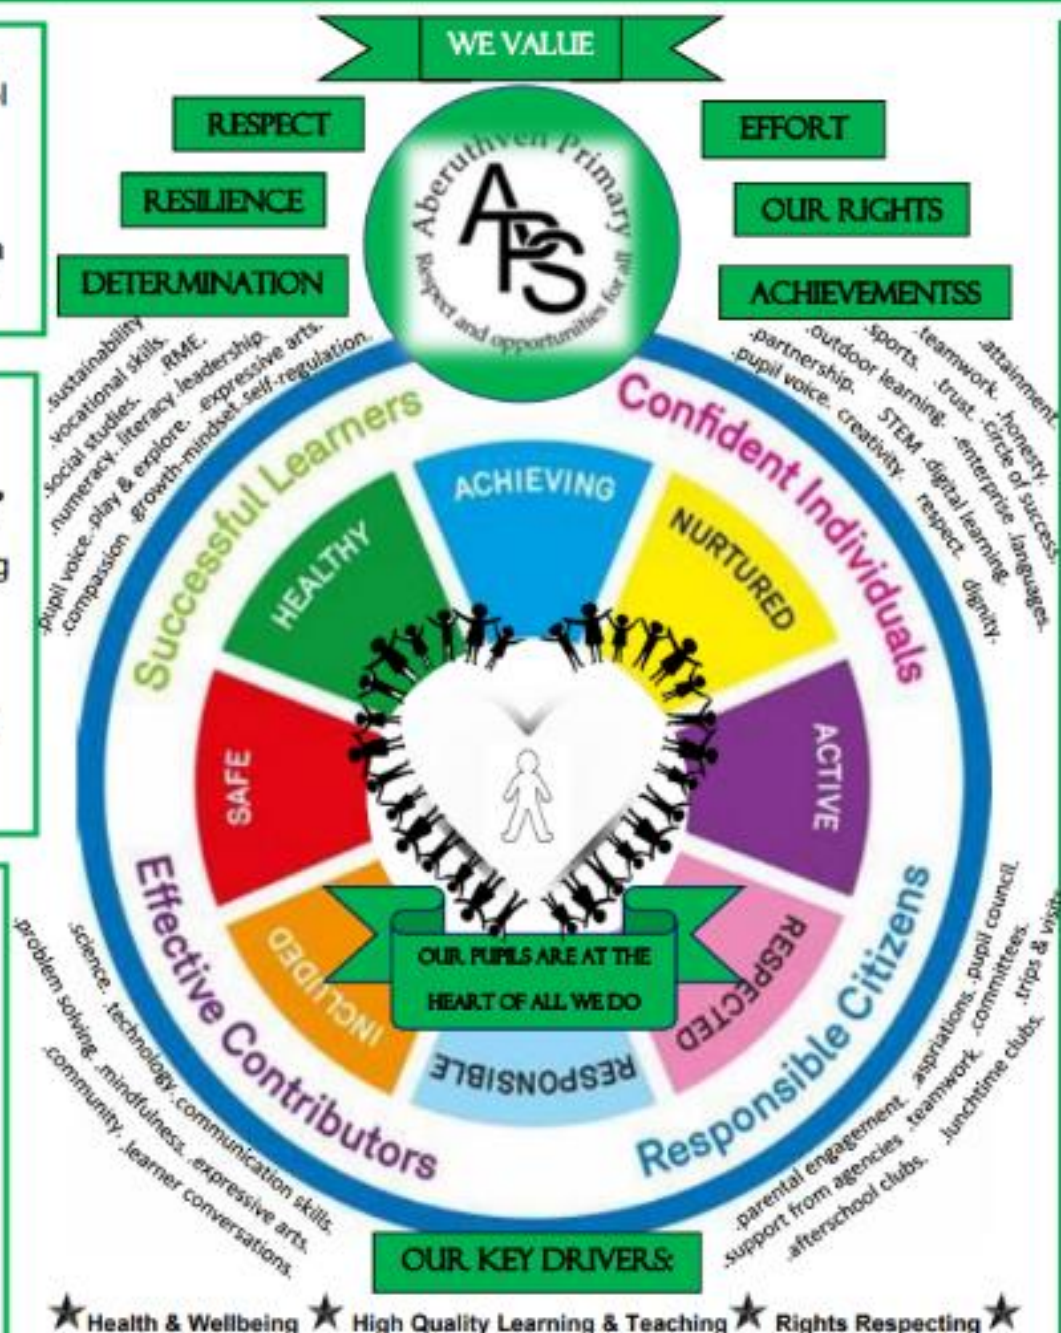 WE VALUE
RESPECT
RESILIENCE
DETERMINATION
EFFORT
OUR RIGHTS
ACHIEVEMENTSS
Aberuthven Primary
APS
Respect and opportunities for all
.sustainability
.vocational skills. .RME.
.social studies. .literacy .leadership.
.numeracy. .play & explore. .expressive arts.
.pupil voice. .growth-mindset .self-regulation.
.compassion
.attainment.
.teamwork. .honesty.
.sports. .trust. .circle of success.
.outdoor learning. .enterprise .languages.
.partnership. STEM .digital learning.
.pupil voice. creativity. respect. dignity.
Successful Learners
Confident Individuals
ACHIEVING
HEALTHY
NURTURED
SAFE
ACTIVE
INCLUDED
RESPECTED
RESPONSIBLE
OUR PUPILS ARE AT THE
HEART OF ALL WE DO
Effective Contributors
Responsible Citizens
.science. .technology .communication skills.
.problem solving. .mindfulness. .expressive arts.
.community. .learner conversations.
.parental engagement. .aspriations. .pupil council.
.support from agencies .teamwork. .committees.
.afterschool clubs. .lunchtime clubs. .trips &
OUR KEY DRIVERS:
Health & Wellbeing High Quality Learning & Teaching Rights Respecting